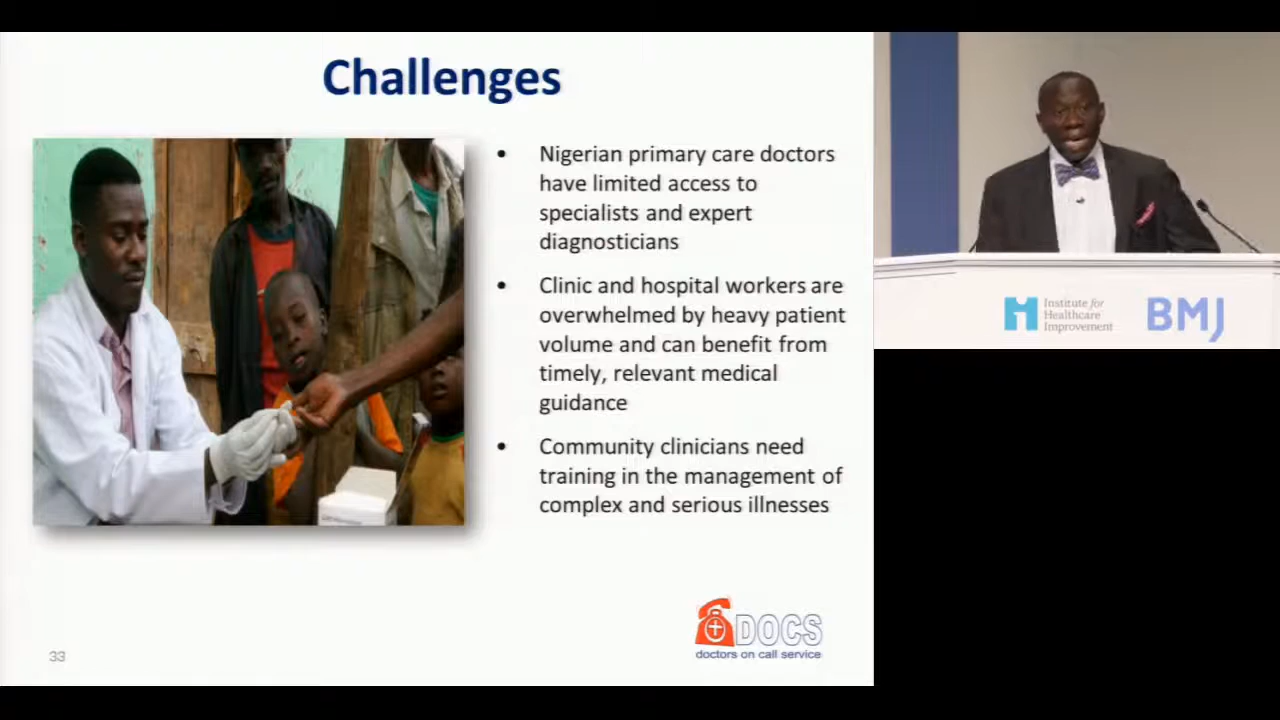 Challenges
• Nigerian primary care doctors
have limited access to
specialists and expert
diagnosticians
• Clinic and hospital workers are
overwhelmed by heavy patient
volume and can benefit from
timely, relevant medical
guidance
• Community clinicians need
training in the management of
complex and serious illnesses
DOCS
doctors on call service
33
Institute for
Healthcare
Improvement
BMJ